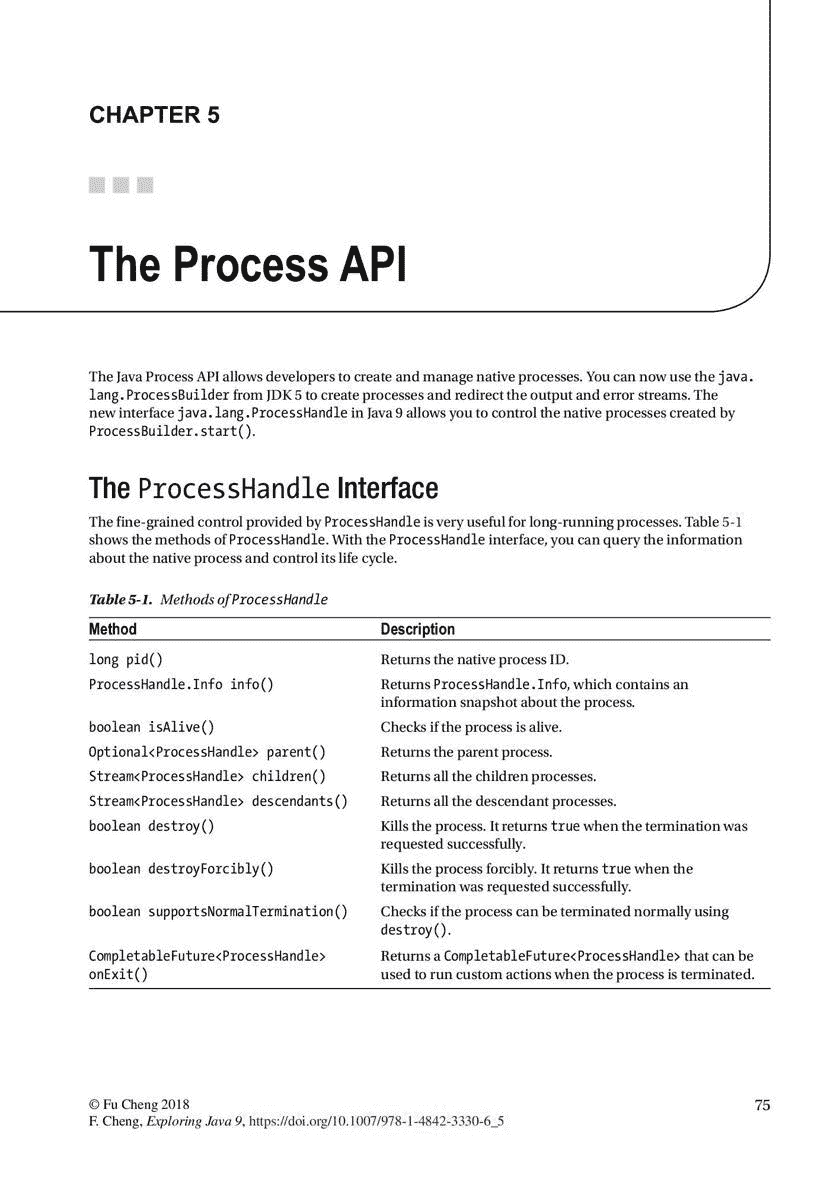 CHAPTER 5
The Process API
The Java Process API allows developers to create and manage native processes. You can now use the java.
lang.ProcessBuilder from JDK 5 to create processes and redirect the output and error streams. The
new interface java.lang.ProcessHandle in Java 9 allows you to control the native processes created by
ProcessBuilder.start().
The ProcessHandle Interface
The fine-grained control provided by ProcessHandle is very useful for long-running processes. Table 5-1
shows the methods of ProcessHandle. With the ProcessHandle interface, you can query the information
about the native process and control its life cycle.
Table 5-1. Methods of ProcessHandle
Method Description
long pid() Returns the native process ID.
ProcessHandle.Info info() Returns ProcessHandle.Info, which contains an
information snapshot about the process.
boolean isAlive() Checks if the process is alive.
Optional<ProcessHandle> parent() Returns the parent process.
Stream<ProcessHandle> children() Returns all the children processes.
Stream<ProcessHandle> descendants() Returns all the descendant processes.
boolean destroy() Kills the process. It returns true when the termination was
requested successfully.
boolean destroyForcibly() Kills the process forcibly. It returns true when the
termination was requested successfully.
boolean supportsNormalTermination() Checks if the process can be terminated normally using
destroy().
CompletableFuture<ProcessHandle> Returns a CompletableFuture<ProcessHandle> that can be
onExit() used to run custom actions when the process is terminated.
© Fu Cheng 2018 75
F. Cheng, Exploring Java 9, https://doi.org/10.1007/978-1-4842-3330-6_5